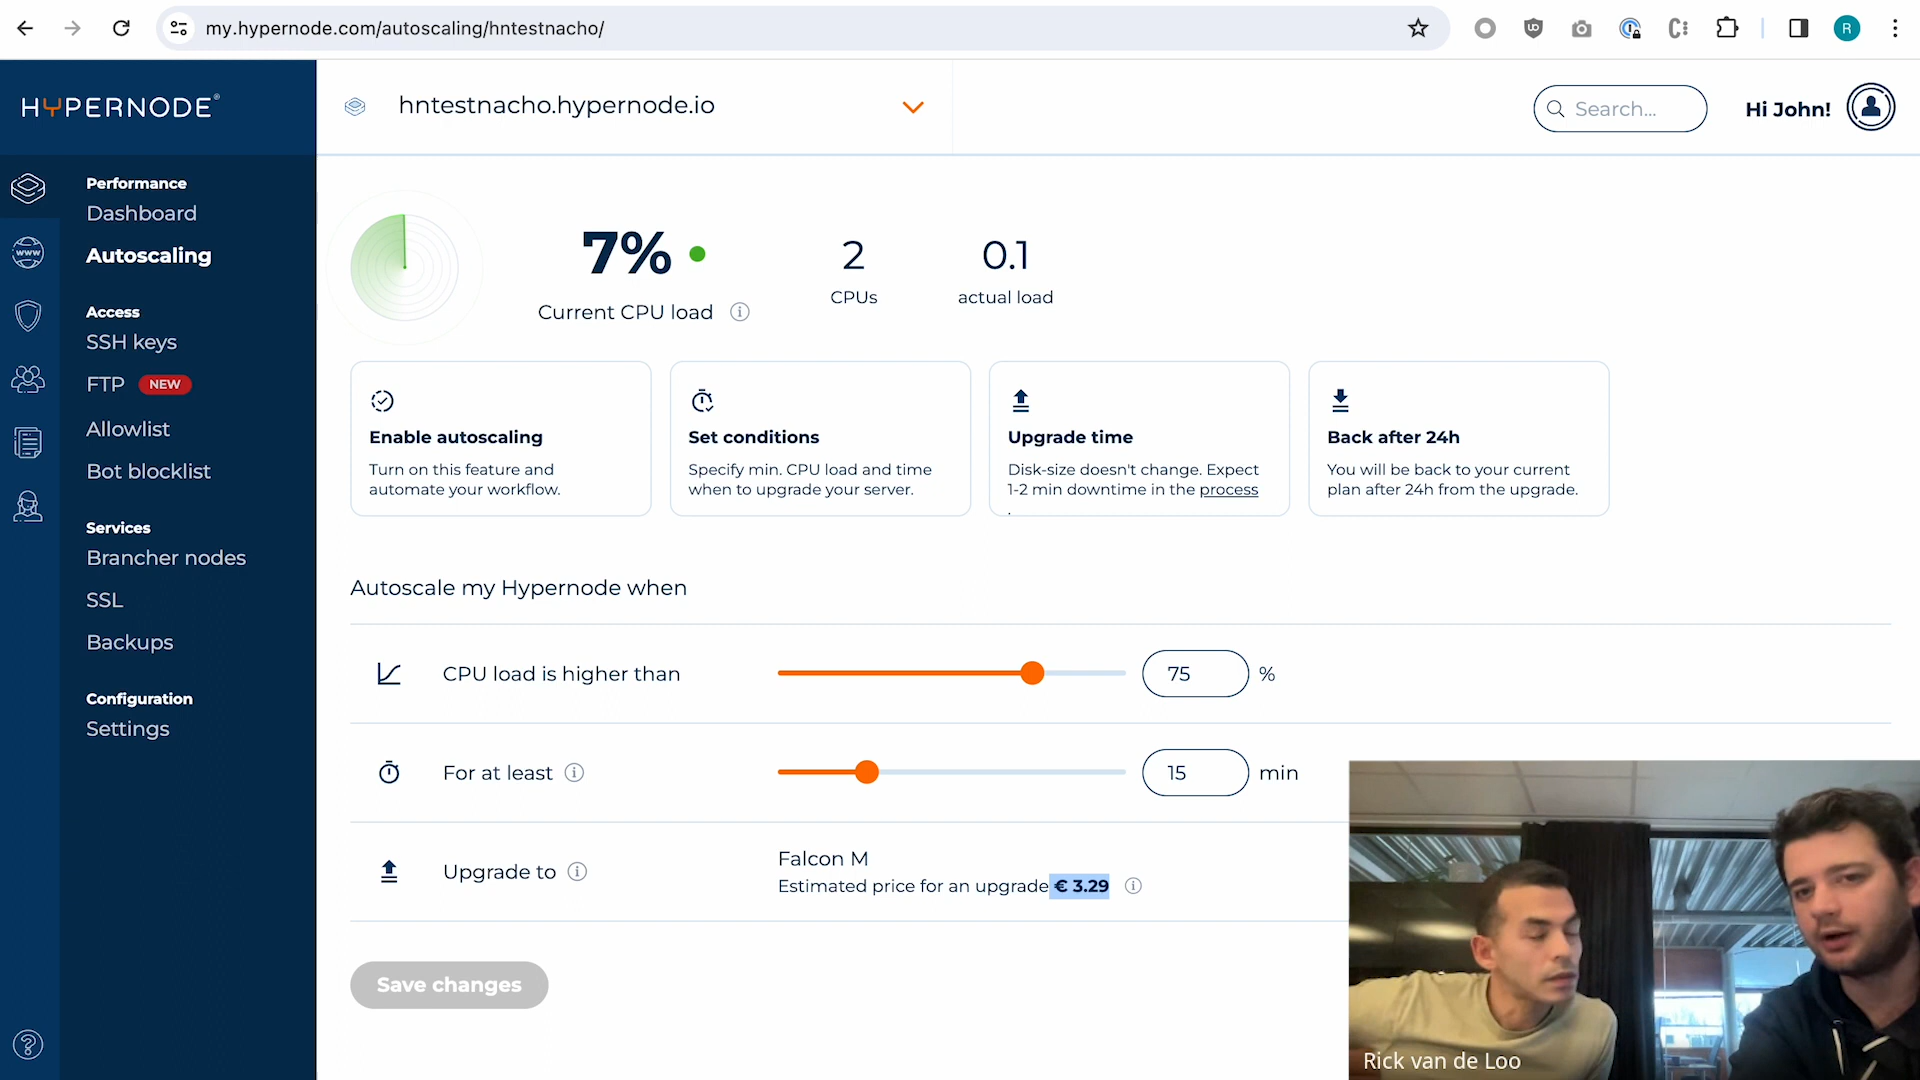 my.hypernode.com/autoscaling/hntestnacho/
R
HYPERNODE®
hntestnacho.hypernode.io
Search...
Hi John!
WWW
Performance
Dashboard
Autoscaling
Access
SSH keys
FTP NEW
Allowlist
Bot blocklist
Services
Brancher nodes
SSL
Backups
Configuration
Settings
7%
Current CPU load
2
CPUs
0.1
actual load
Enable autoscaling
Turn on this feature and
automate your workflow.
Set conditions
Specify min. CPU load and time
when to upgrade your server.
Upgrade time
Disk-size doesn't change. Expect
1-2 min downtime in the process
.
Back after 24h
You will be back to your current
plan after 24h from the upgrade.
Autoscale my Hypernode when
CPU load is higher than
75 %
For at least
15 min
Upgrade to
Falcon M
Estimated price for an upgrade € 3.29
Save changes
Rick van de Loo